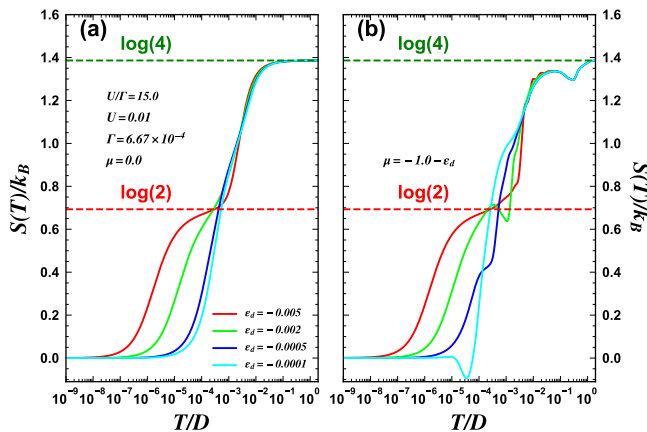 (a)
(b)
log(4)
log(4)
U/Γ = 15.0
U = 0.01
Γ = 6.67 × 10⁻⁴
μ = 0.0
μ = −1.0 − ε_d
log(2)
log(2)
ε_d = −0.005
ε_d = −0.002
ε_d = −0.0005
ε_d = −0.0001
S(T)/k_B
S(T)/k_B
1.6
1.4
1.2
1.0
0.8
0.6
0.4
0.2
0.0
1.6
1.4
1.2
1.0
0.8
0.6
0.4
0.2
0.0
10⁻⁹ 10⁻⁸ 10⁻⁷ 10⁻⁶ 10⁻⁵ 10⁻⁴ 10⁻³ 10⁻² 10⁻¹ 10⁰
10⁻⁹ 10⁻⁸ 10⁻⁷ 10⁻⁶ 10⁻⁵ 10⁻⁴ 10⁻³ 10⁻² 10⁻¹ 10⁰
T/D
T/D